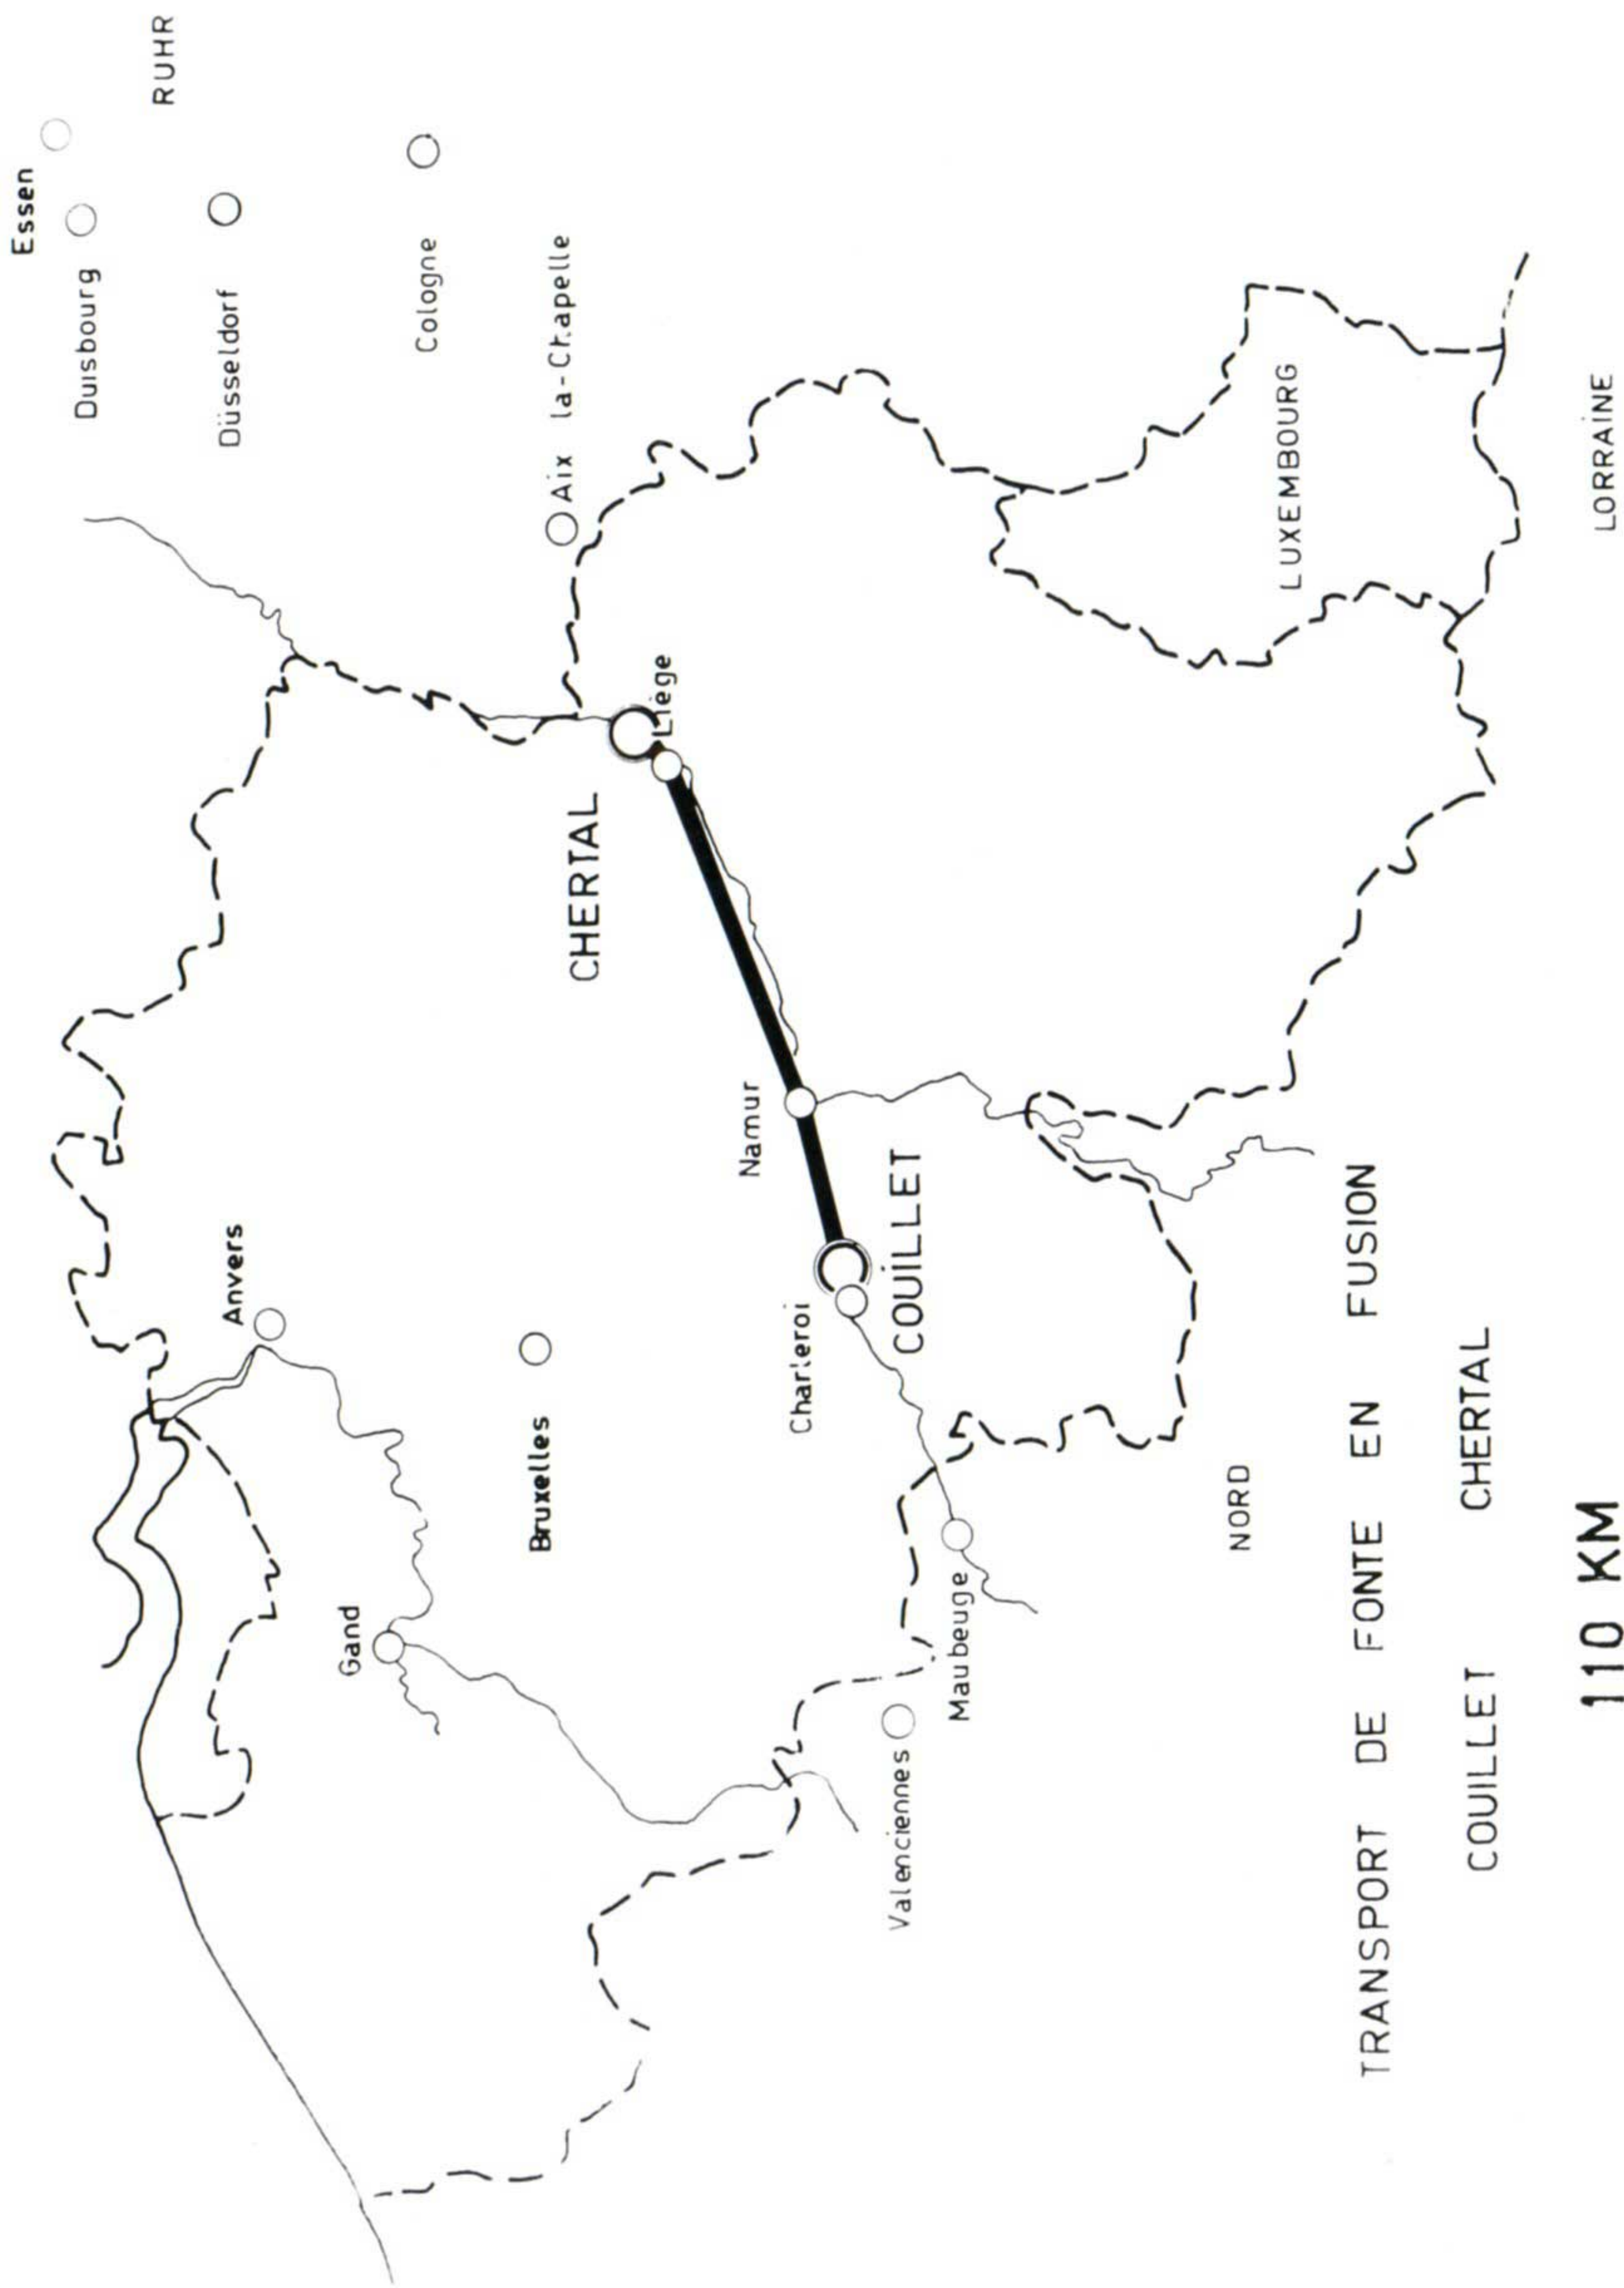 Essen
Duisbourg
RUHR
Düsseldorf
Cologne
Aix la-Chapelle
Anvers
Gand
Bruxelles
CHERTAL
Liège
Namur
Charleroi
COUILLET
Valenciennes
Maubeuge
NORD
LUXEMBOURG
LORRAINE
TRANSPORT DE FONTE EN FUSION
COUILLET CHERTAL
110 KM